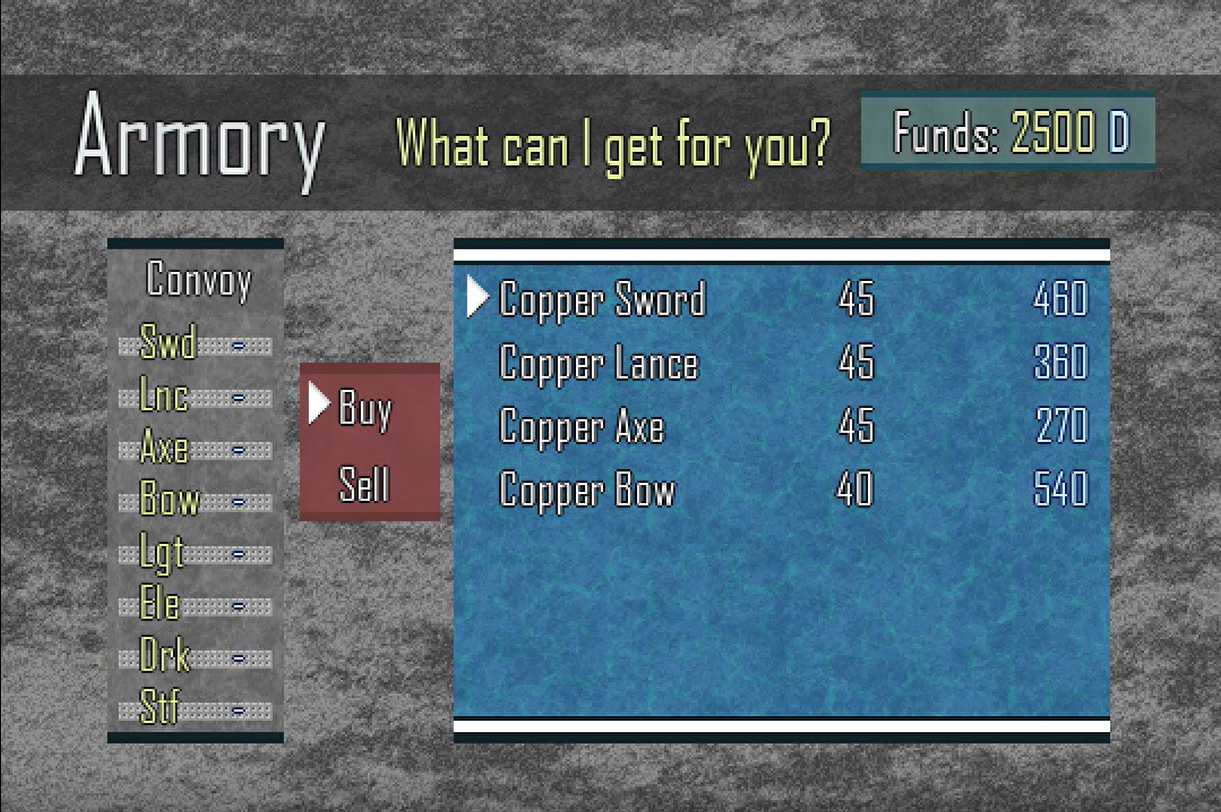 Armory
What can I get for you?
Funds: 2500 D
Convoy
Swd -
Lnc -
Axe -
Bow -
Lgt -
Ele -
Drk -
Stf -
Buy
Sell
Copper Sword 45 460
Copper Lance 45 360
Copper Axe 45 270
Copper Bow 40 540